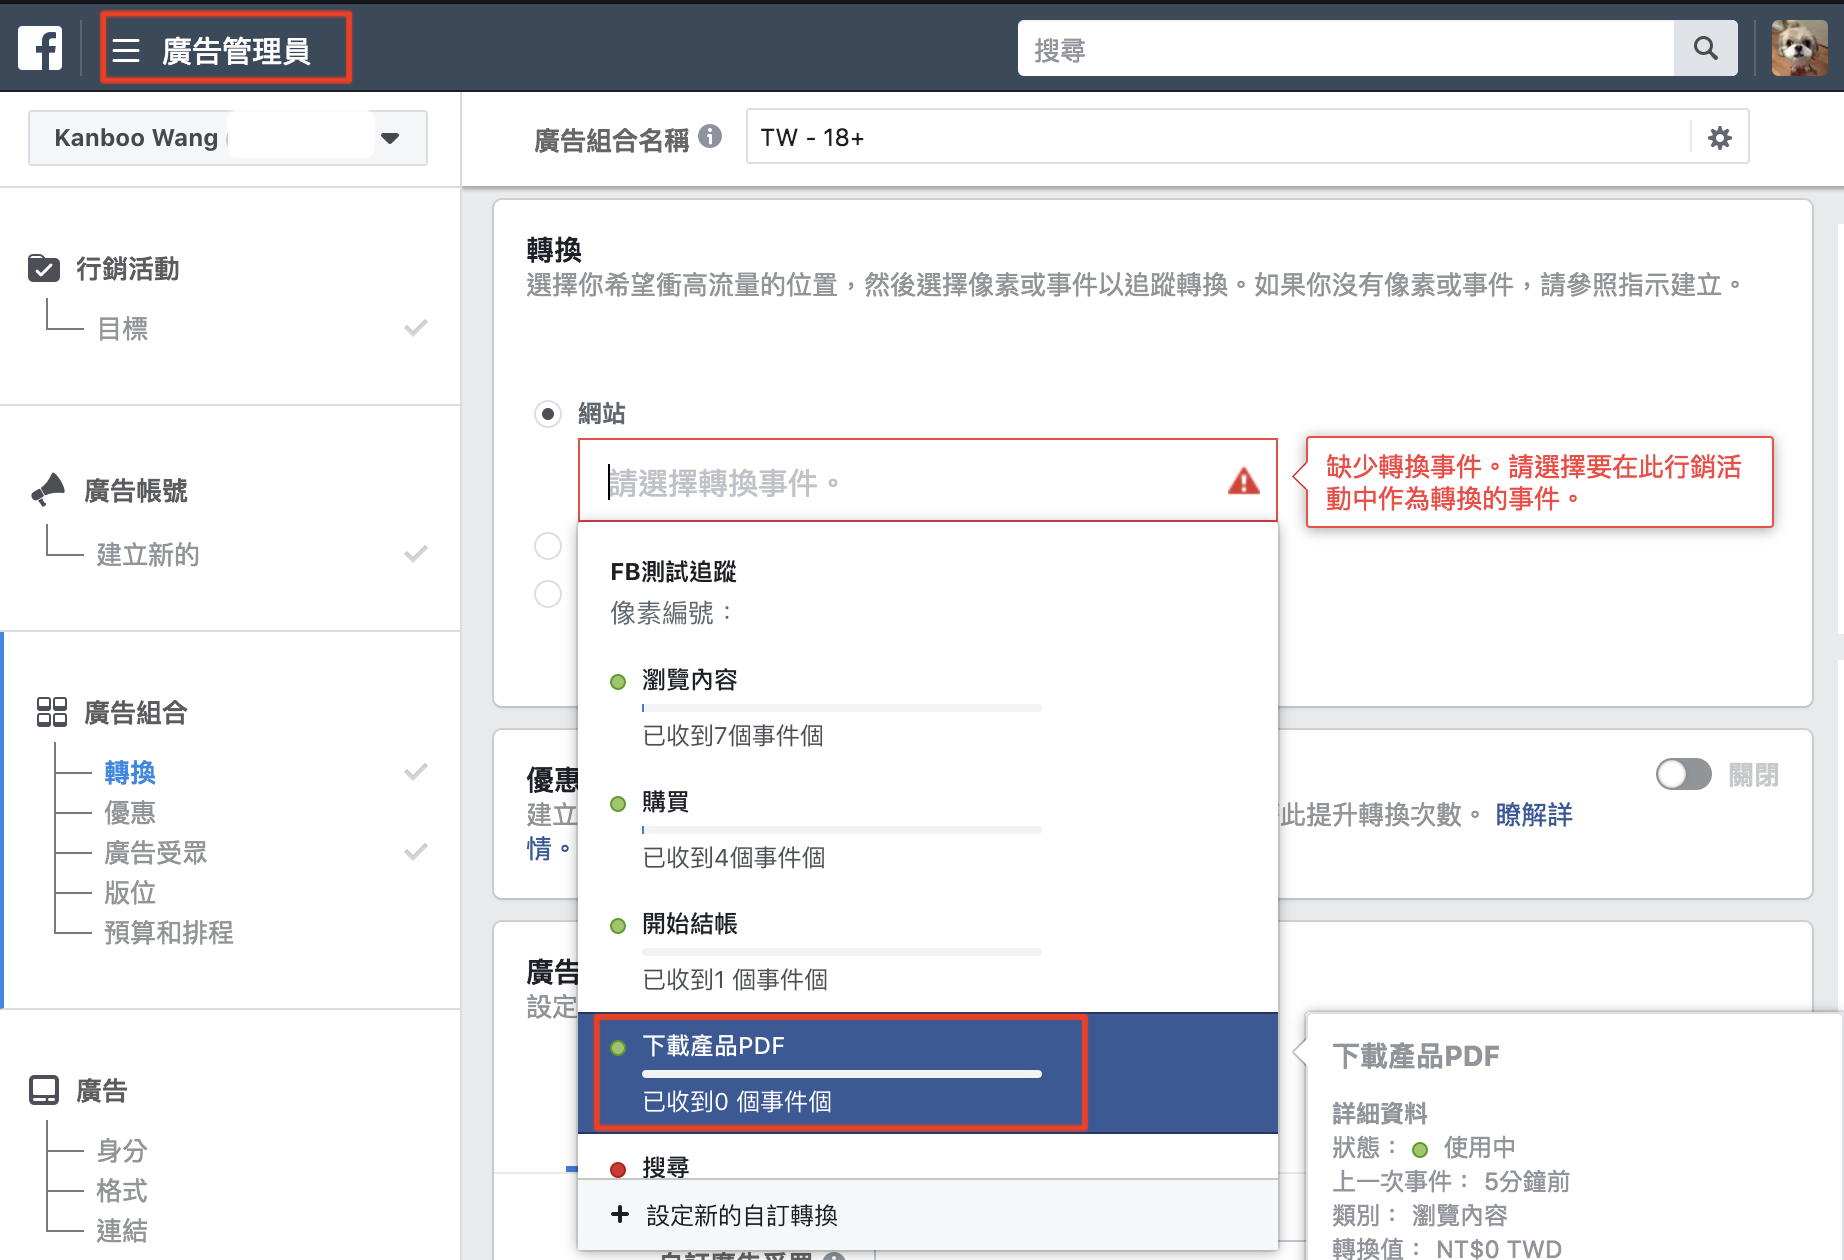 廣告管理員
搜尋
Kanboo Wang
廣告組合名稱
TW - 18+
行銷活動
目標
廣告帳號
建立新的
廣告組合
轉換
優惠
廣告受眾
版位
預算和排程
廣告
身分
格式
連結
轉換
選擇你希望衝高流量的位置，然後選擇像素或事件以追蹤轉換。如果你沒有像素或事件，請參照指示建立。
網站
請選擇轉換事件。
缺少轉換事件。請選擇要在此行銷活
動中作為轉換的事件。
FB測試追蹤
像素編號：
瀏覽內容
已收到7個事件個
購買
已收到4個事件個
開始結帳
已收到1 個事件個
下載產品PDF
已收到0 個事件個
搜尋
+ 設定新的自訂轉換
優惠
關閉
建立
此提升轉換次數。 瞭解詳
情。
廣告
設定
下載產品PDF
詳細資料
狀態： 使用中
上一次事件： 5分鐘前
類別： 瀏覽內容
轉換值： NT$0 TWD
自訂廣告受眾